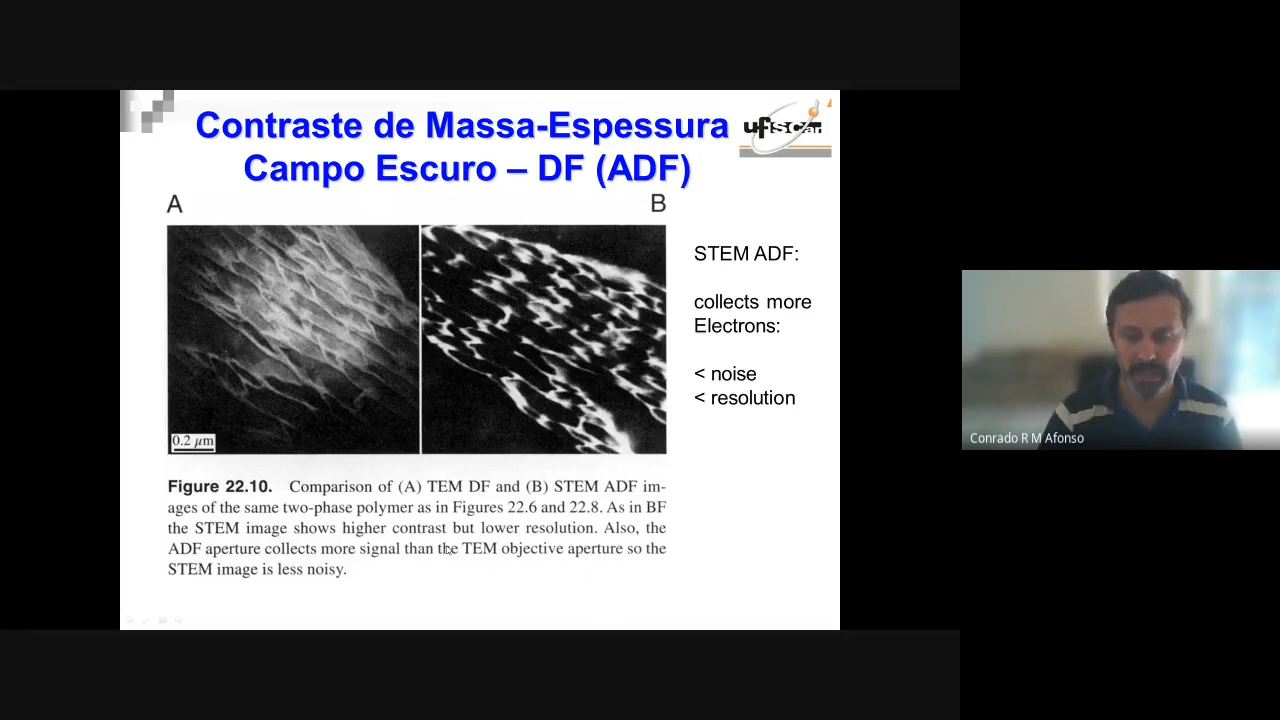 Contraste de Massa-Espessura
Campo Escuro – DF (ADF)
ufscar
A
B
0.2 μm
STEM ADF:
collects more
Electrons:
< noise
< resolution
Figure 22.10. Comparison of (A) TEM DF and (B) STEM ADF im-
ages of the same two-phase polymer as in Figures 22.6 and 22.8. As in BF
the STEM image shows higher contrast but lower resolution. Also, the
ADF aperture collects more signal than the TEM objective aperture so the
STEM image is less noisy.
Conrado R M Afonso